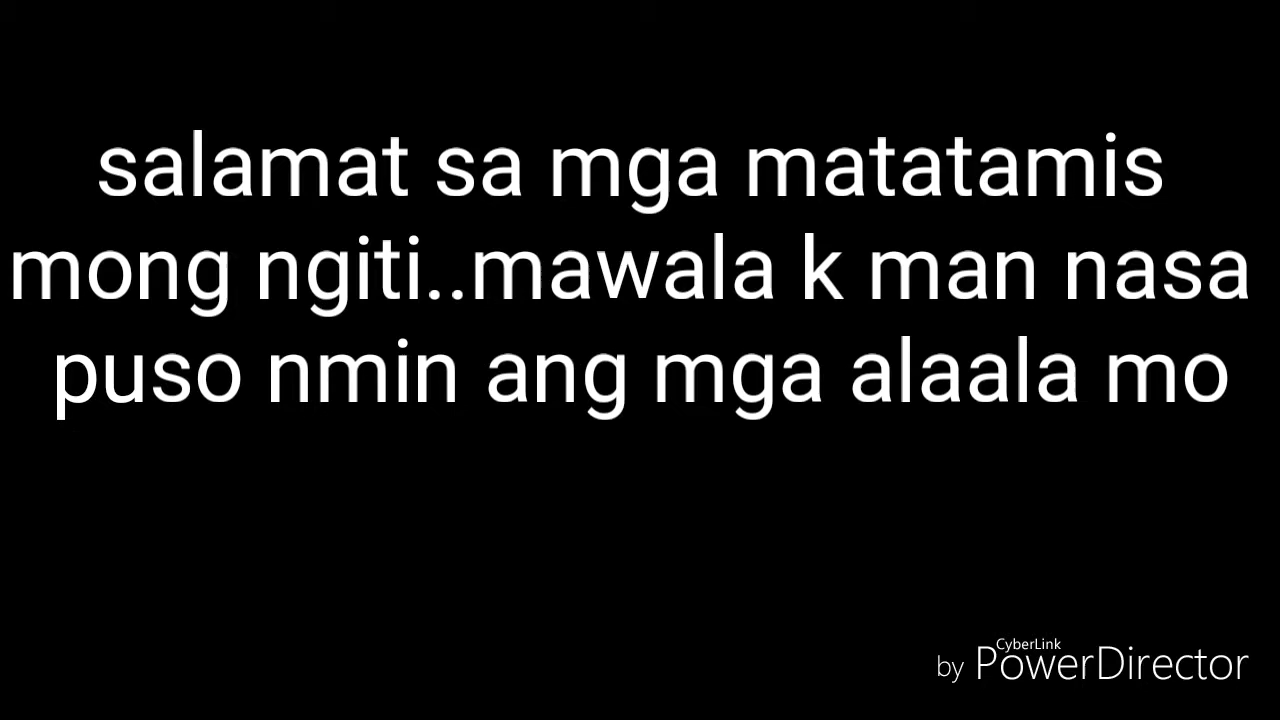 salamat sa mga matatamis
mong ngiti..mawala k man nasa
puso nmin ang mga alaala mo
CyberLink
by PowerDirector